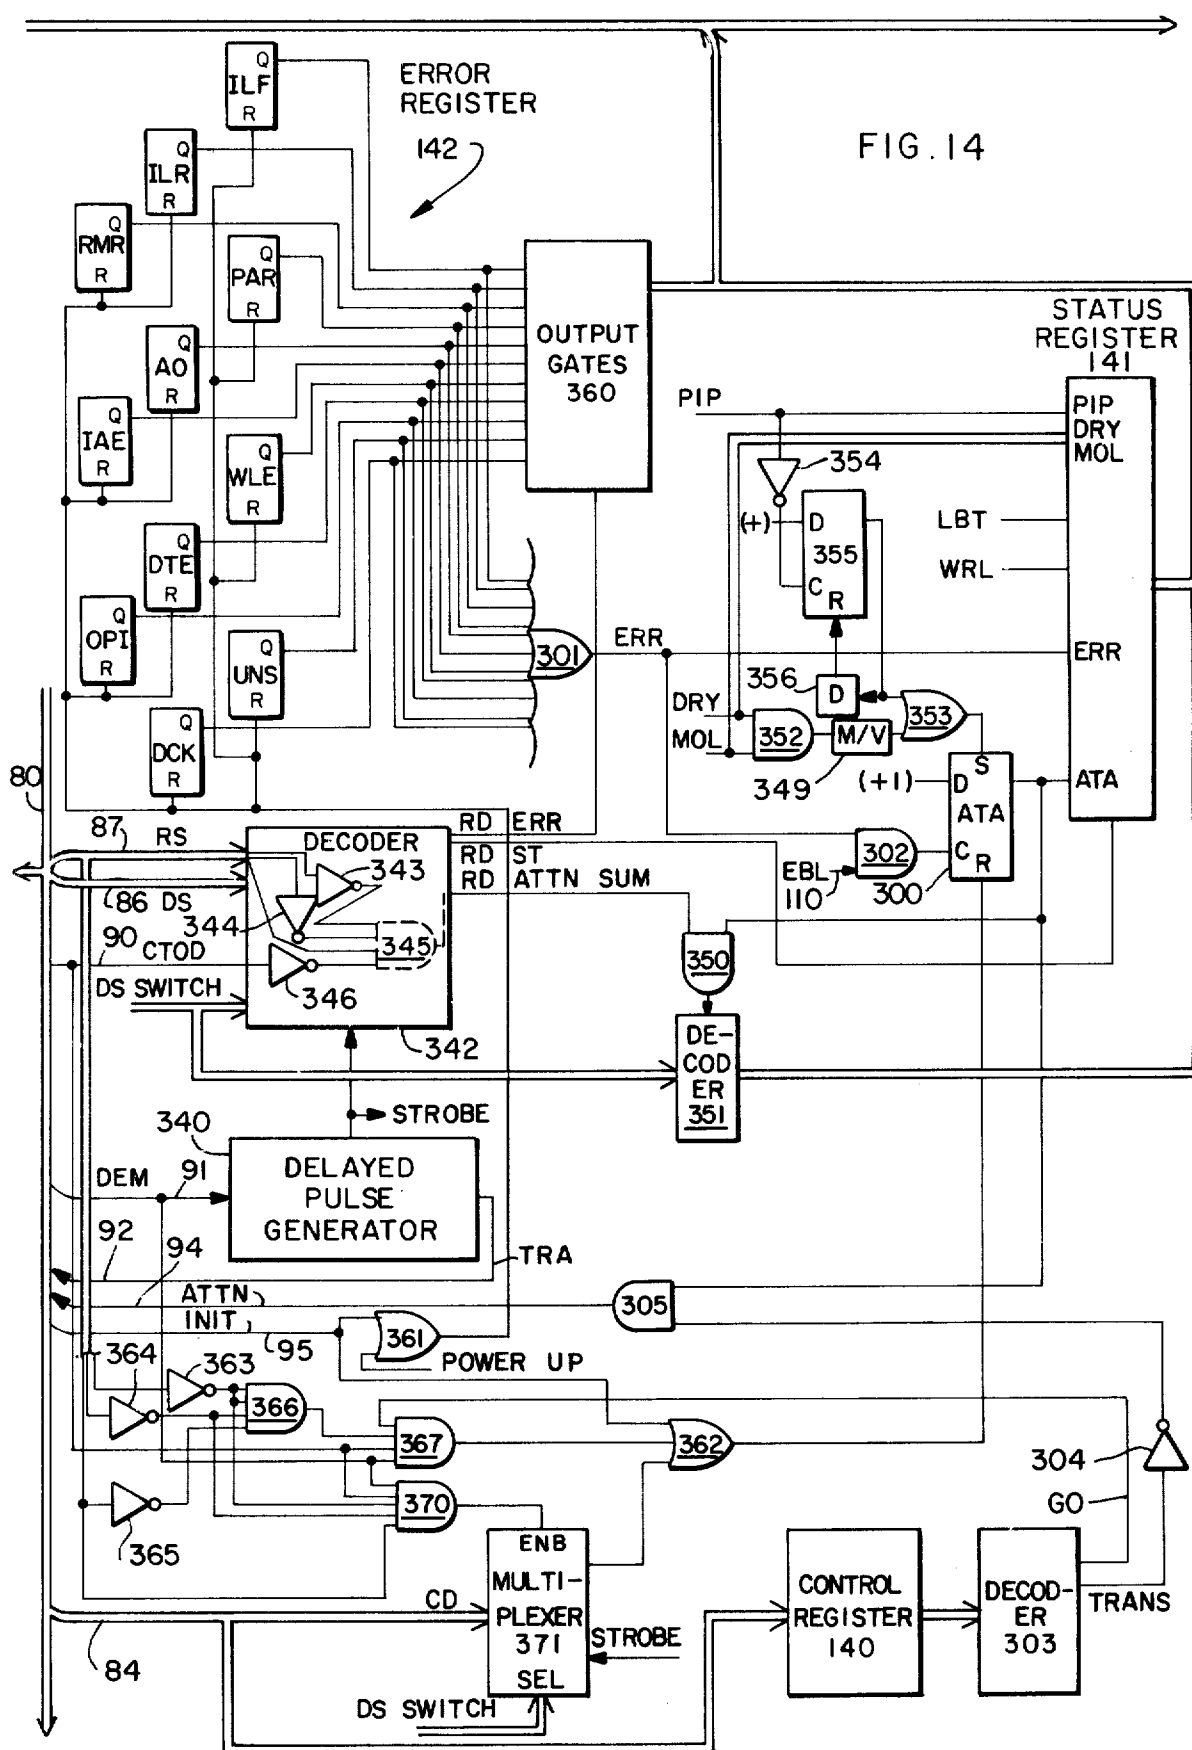 ERROR
REGISTER
142
FIG. 14
Q
ILF
R
Q
ILR
R
Q
RMR
R
Q
PAR
R
Q
AO
R
Q
IAE
R
Q
WLE
R
Q
DTE
R
Q
OPI
R
Q
UNS
R
Q
DCK
R
OUTPUT
GATES
360
STATUS
REGISTER
141
PIP
PIP
DRY
MOL
354
(+)
D
355
C
R
LBT
WRL
301
ERR
ERR
356
D
DRY
MOL
352
M/V
349
353
(+1)
D
S
ATA
C
R
ATA
300
302
EBL
110
80
87
RS
86
DS
90
CTOD
DS SWITCH
DECODER
343
344
345
346
342
RD ERR
RD ST
RD ATTN SUM
350
DE-
COD
ER
351
STROBE
340
DELAYED
PULSE
GENERATOR
DEM
91
92
94
TRA
ATTN
INIT
95
305
361
POWER UP
364
363
366
367
362
370
365
304
GO
ENB
MULTI-
PLEXER
371
SEL
CD
STROBE
DS SWITCH
84
CONTROL
REGISTER
140
DECOD-
ER
303
TRANS